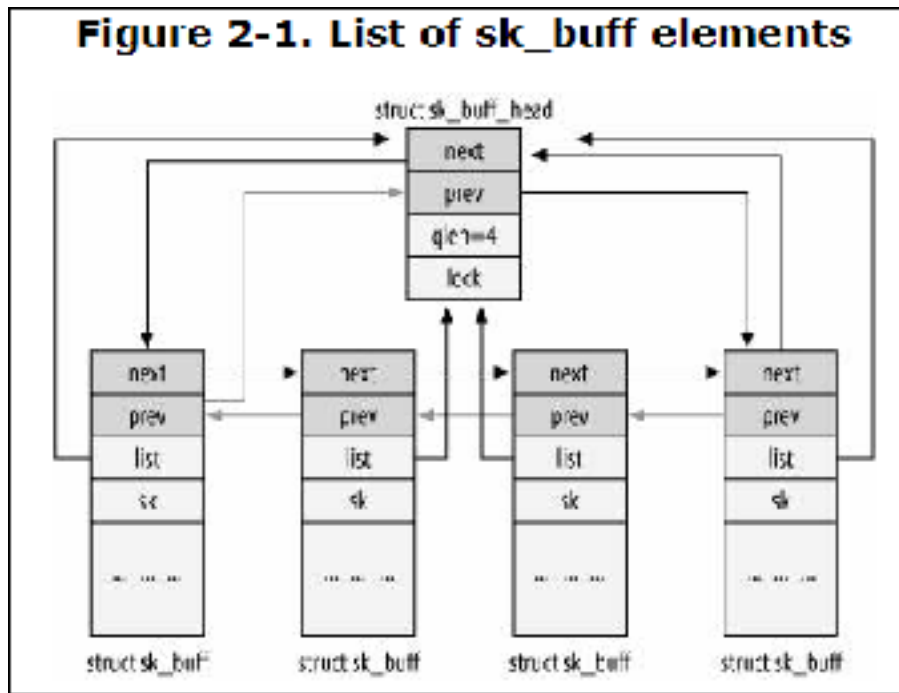 Figure 2-1. List of sk_buff elements
struct sk_buff_head
next
prev
qlen=4
lock
next
prev
list
sk
... ... ...
struct sk_buff
next
prev
list
sk
... ... ...
struct sk_buff
next
prev
list
sk
... ... ...
struct sk_buff
next
prev
list
sk
... ... ...
struct sk_buff